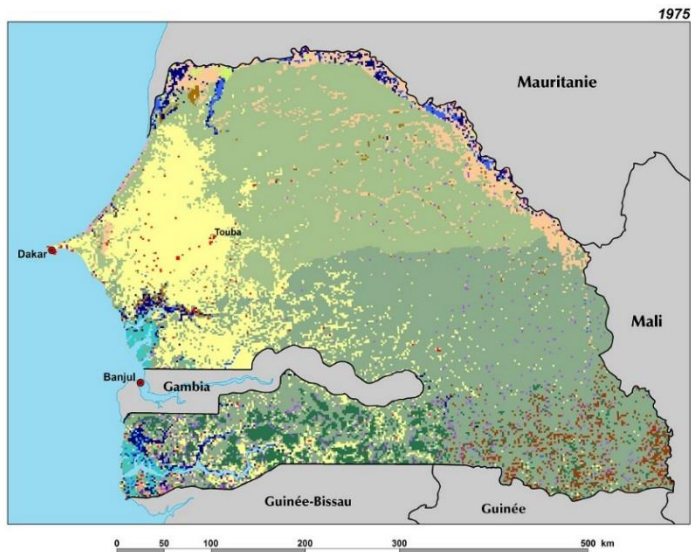 1975
Mauritanie
Touba
Dakar
Mali
Banjul
Gambia
Guinée-Bissau
Guinée
0 50 100 200 300 500 km